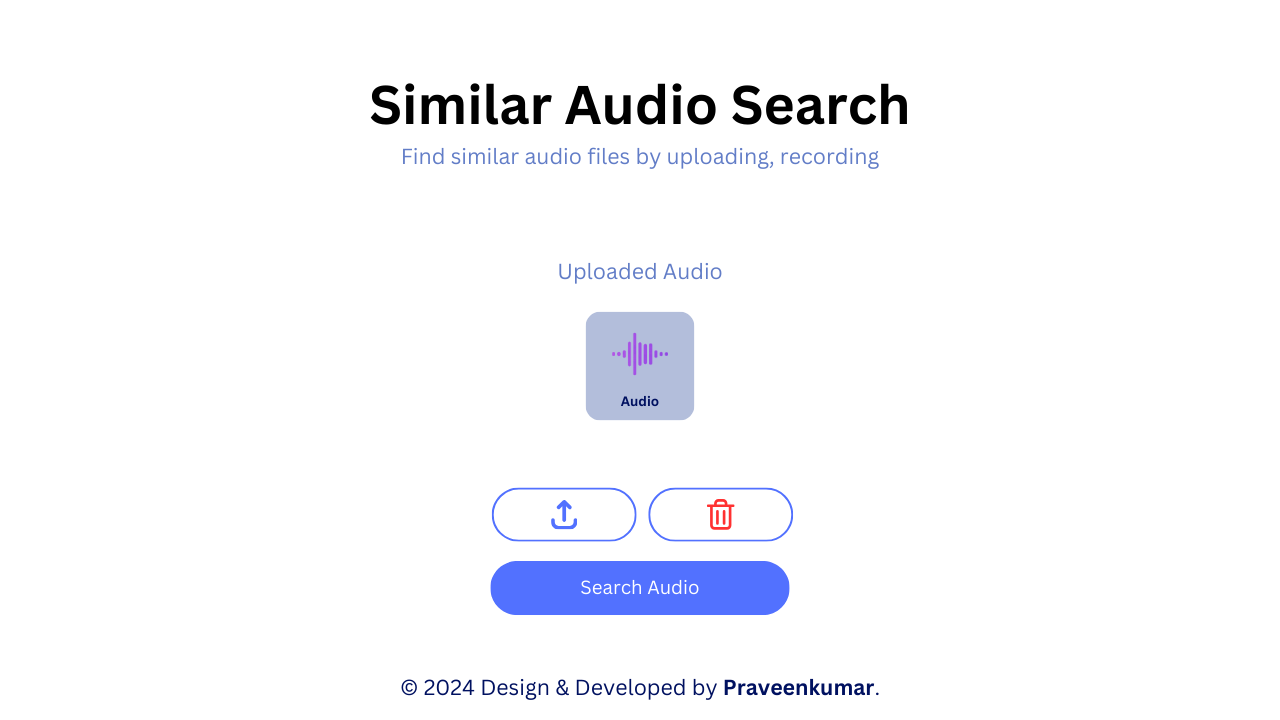 Similar Audio Search
Find similar audio files by uploading, recording
Uploaded Audio
Audio
Search Audio
© 2024 Design & Developed by Praveenkumar.